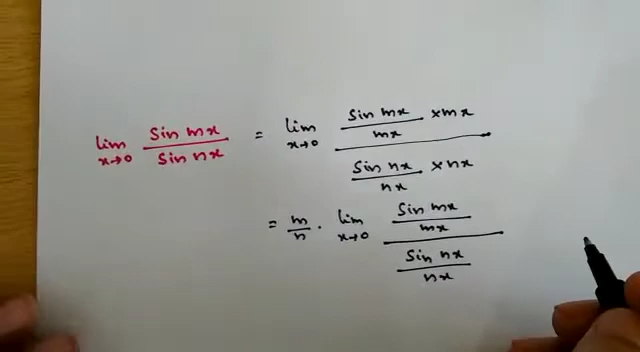 lim x→0 sin mx / sin nx = lim x→0 (sin mx / mx × mx) / (sin nx / nx × nx)
= m/n · lim x→0 (sin mx / mx) / (sin nx / nx)